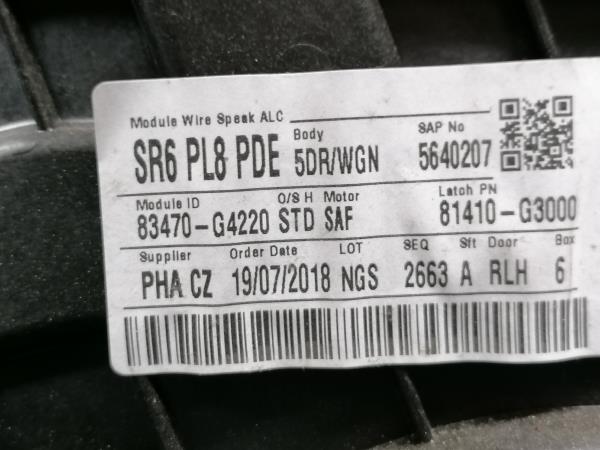 Module Wire Speak ALC Body SAP No
SR6 PL8 PDE 5DR/WGN 5640207
Module ID O/S H Motor Latch PN
83470-G4220 STD SAF 81410-G3000
Supplier Order Date LOT SEQ Sft Door Box
PHA CZ 19/07/2018 NGS 2663 A RLH 6